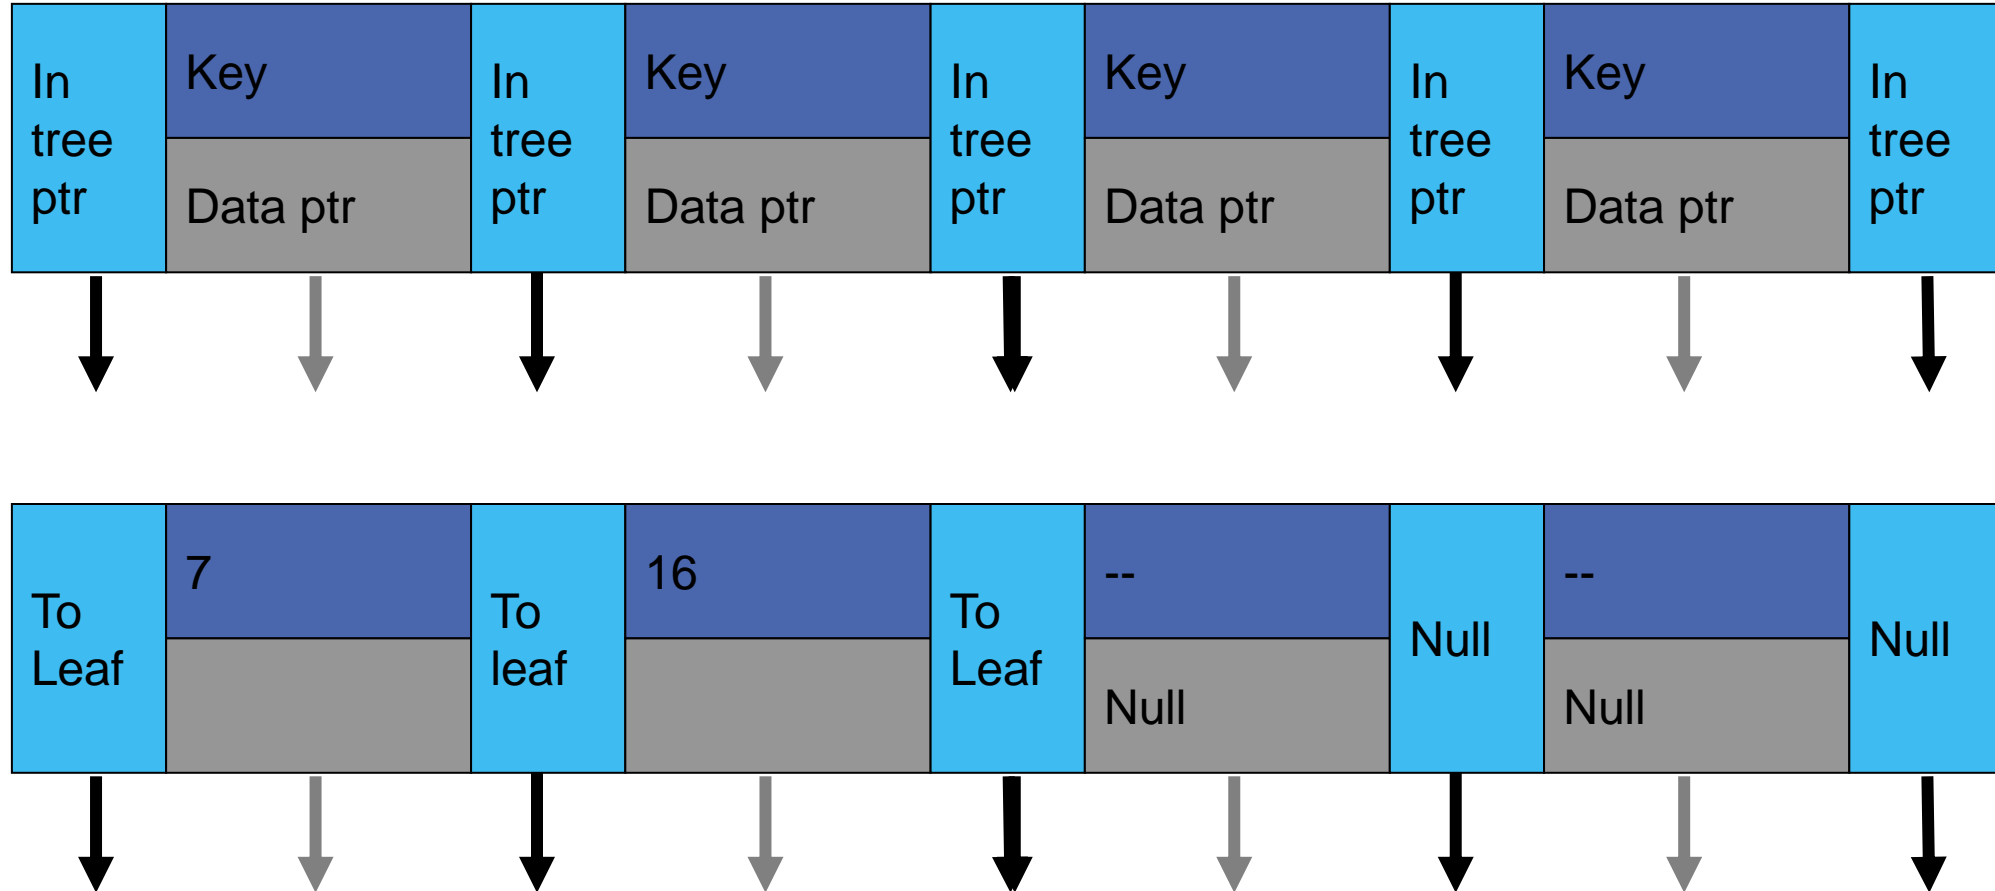 In
tree
ptr
Key
Data ptr
In
tree
ptr
Key
Data ptr
In
tree
ptr
Key
Data ptr
In
tree
ptr
Key
Data ptr
In
tree
ptr
To
Leaf
7
To
leaf
16
To
Leaf
--
Null
Null
--
Null
Null